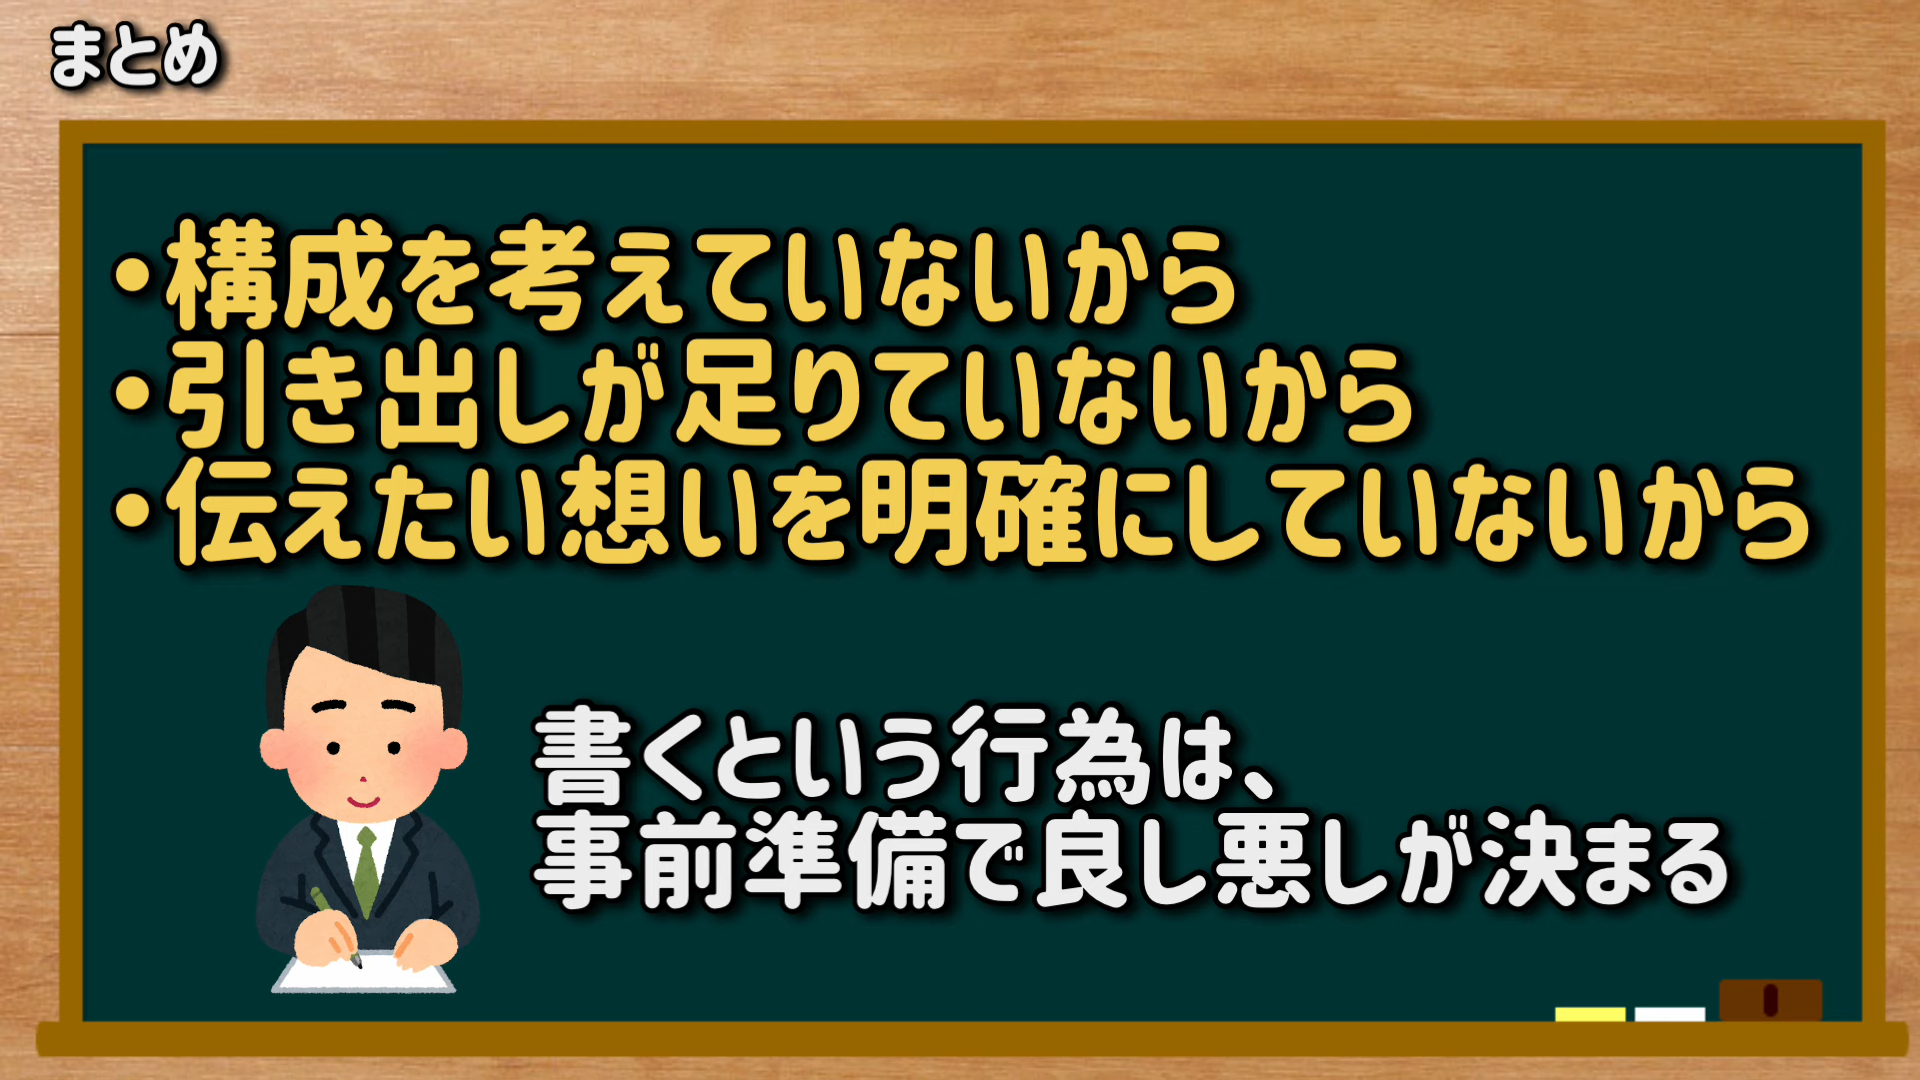 まとめ
・構成を考えていないから
・引き出しが足りていないから
・伝えたい想いを明確にしていないから
書くという行為は、
事前準備で良し悪しが決まる